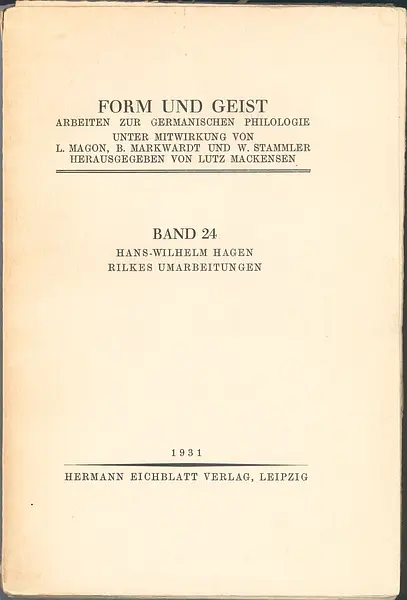 FORM UND GEIST
ARBEITEN ZUR GERMANISCHEN PHILOLOGIE
UNTER MITWIRKUNG VON
L. MAGON, B. MARKWARDT UND W. STAMMLER
HERAUSGEGEBEN VON LUTZ MACKENSEN
BAND 24
HANS-WILHELM HAGEN
RILKES UMARBEITUNGEN
1931
HERMANN EICHBLATT VERLAG, LEIPZIG